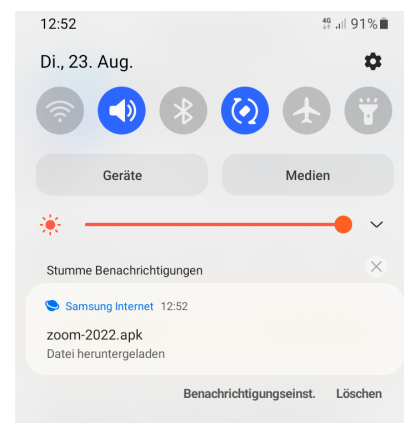 12:52 4G 91%
Di., 23. Aug.
Geräte Medien
Stumme Benachrichtigungen
Samsung Internet 12:52
zoom-2022.apk
Datei heruntergeladen
Benachrichtigungseinst. Löschen